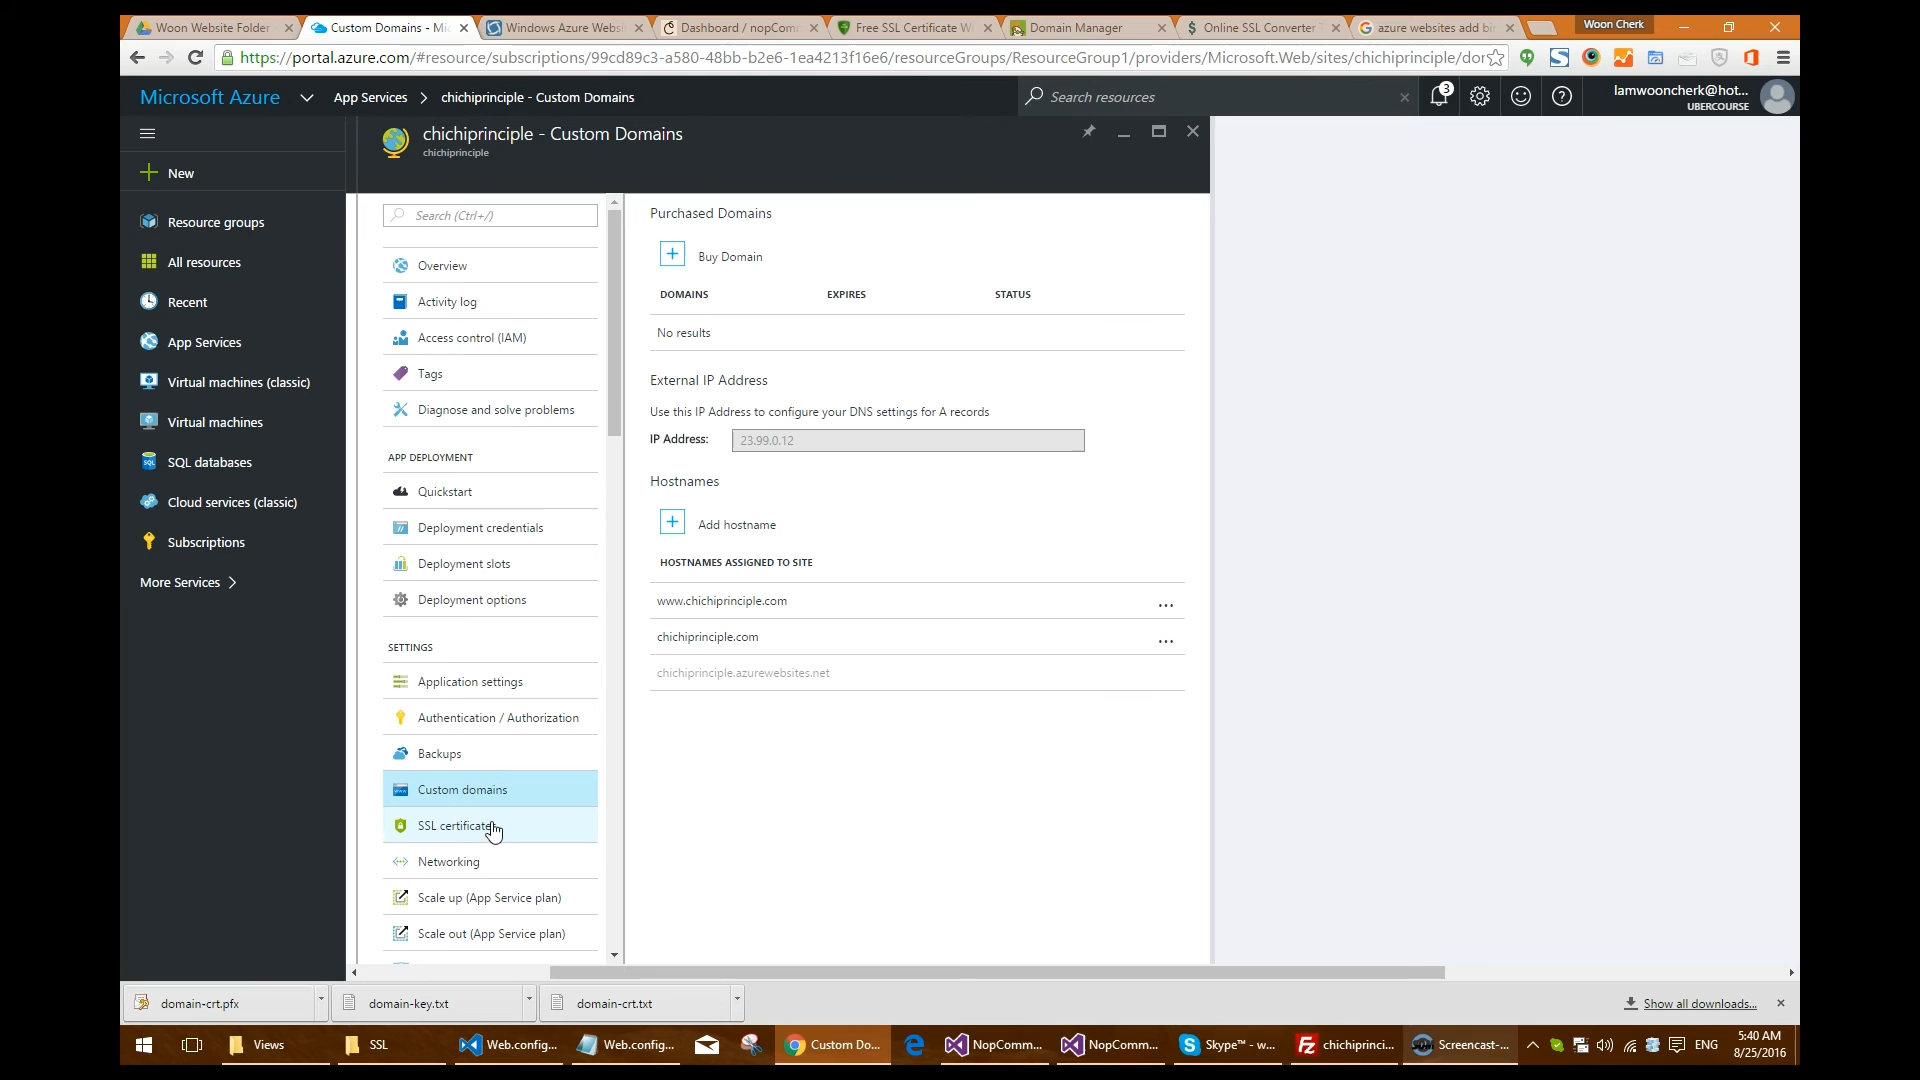 Woon Website Folder
Custom Domains - Mi
Windows Azure Websi
Dashboard / nopComm
Free SSL Certificate W
Domain Manager
Online SSL Converter
azure websites add bi
Woon Cherk
https://portal.azure.com/#resource/subscriptions/99cd89c3-a580-48bb-b2e6-1ea4213f16e6/resourceGroups/ResourceGroup1/providers/Microsoft.Web/sites/chichiprinciple/dor
Microsoft Azure
App Services > chichiprinciple - Custom Domains
Search resources
3
lamwooncherk@hot...
UBERCOURSE
New
Resource groups
All resources
Recent
App Services
Virtual machines (classic)
Virtual machines
SQL databases
Cloud services (classic)
Subscriptions
More Services >
chichiprinciple - Custom Domains
chichiprinciple
Search (Ctrl+/)
Overview
Activity log
Access control (IAM)
Tags
Diagnose and solve problems
APP DEPLOYMENT
Quickstart
Deployment credentials
Deployment slots
Deployment options
SETTINGS
Application settings
Authentication / Authorization
Backups
Custom domains
SSL certificates
Networking
Scale up (App Service plan)
Scale out (App Service plan)
Purchased Domains
Buy Domain
DOMAINS EXPIRES STATUS
No results
External IP Address
Use this IP Address to configure your DNS settings for A records
IP Address: 23.99.0.12
Hostnames
Add hostname
HOSTNAMES ASSIGNED TO SITE
www.chichiprinciple.com ...
chichiprinciple.com ...
chichiprinciple.azurewebsites.net
domain-crt.pfx
domain-key.txt
domain-crt.txt
Show all downloads...
Views
SSL
Web.config...
Web.config...
Custom Do...
NopComm...
NopComm...
Skype™ - w...
chichiprinci...
Screencast-...
ENG
5:40 AM
8/25/2016